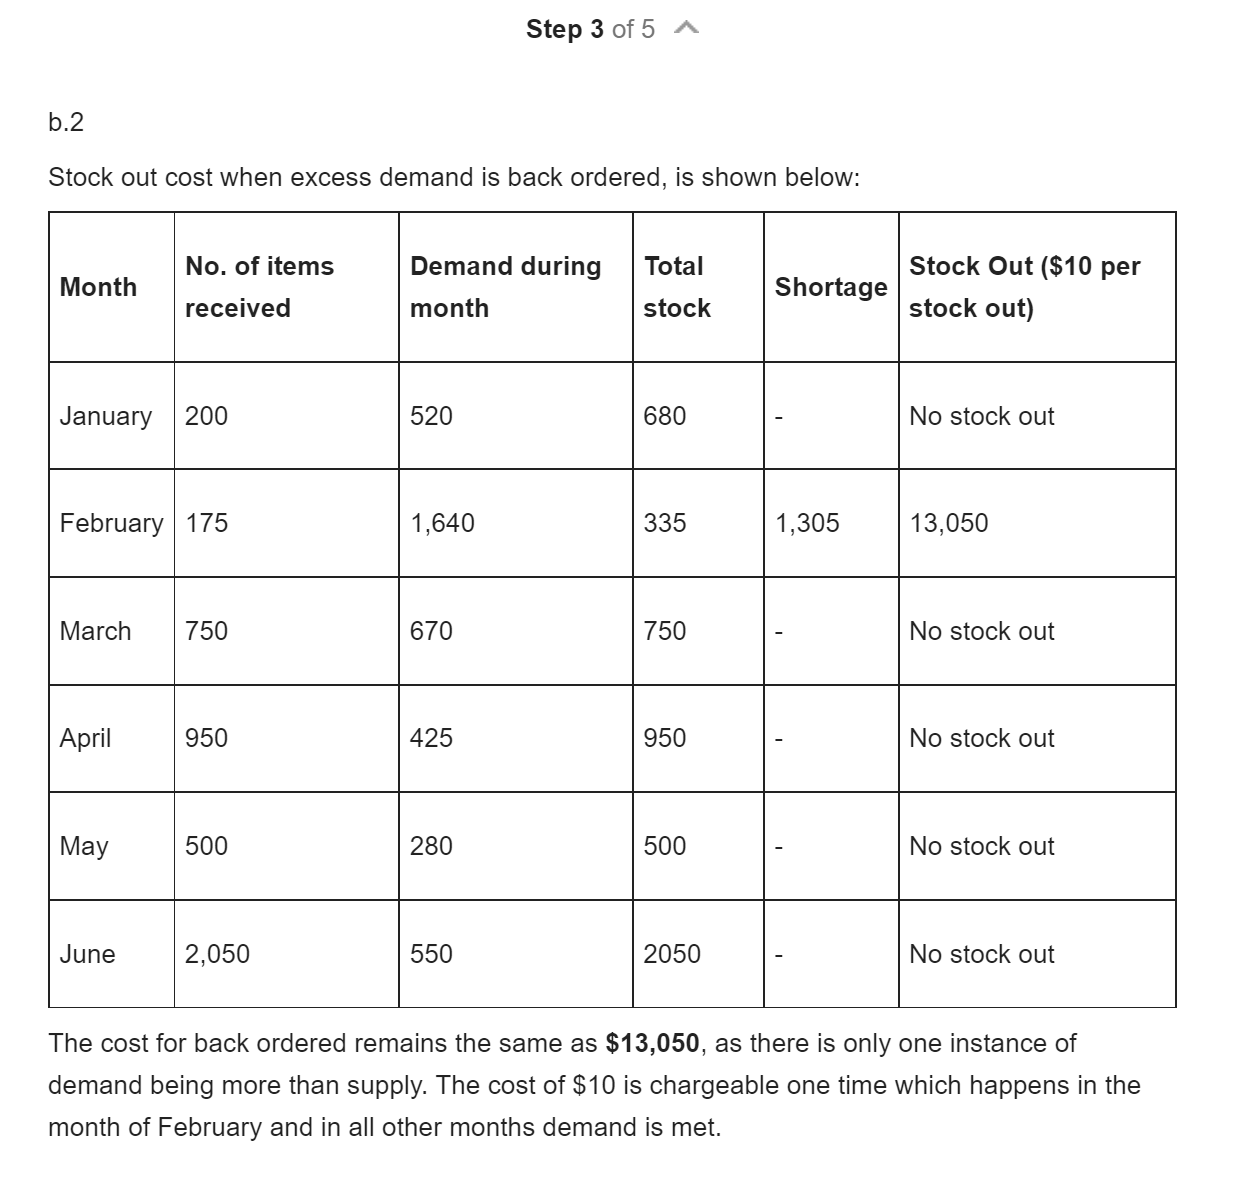 Step 3 of 5
b.2
Stock out cost when excess demand is back ordered, is shown below:
Month | No. of items received | Demand during month | Total stock | Shortage | Stock Out ($10 per stock out)
January | 200 | 520 | 680 | - | No stock out
February | 175 | 1,640 | 335 | 1,305 | 13,050
March | 750 | 670 | 750 | - | No stock out
April | 950 | 425 | 950 | - | No stock out
May | 500 | 280 | 500 | - | No stock out
June | 2,050 | 550 | 2050 | - | No stock out
The cost for back ordered remains the same as $13,050, as there is only one instance of
demand being more than supply. The cost of $10 is chargeable one time which happens in the
month of February and in all other months demand is met.